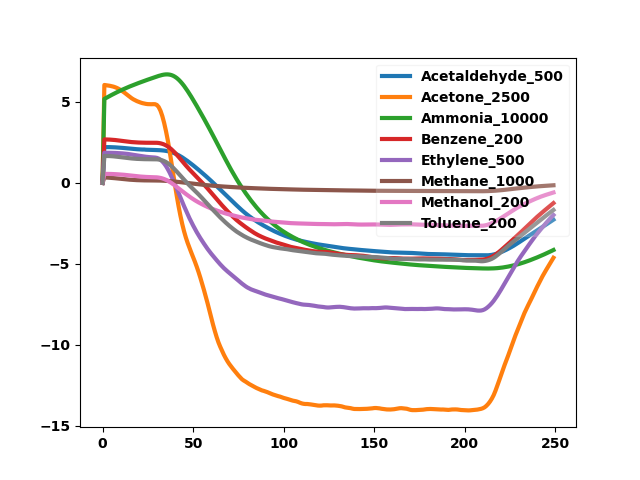 Acetaldehyde_500
Acetone_2500
Ammonia_10000
Benzene_200
Ethylene_500
Methane_1000
Methanol_200
Toluene_200
5
0
−5
−10
−15
0 50 100 150 200 250